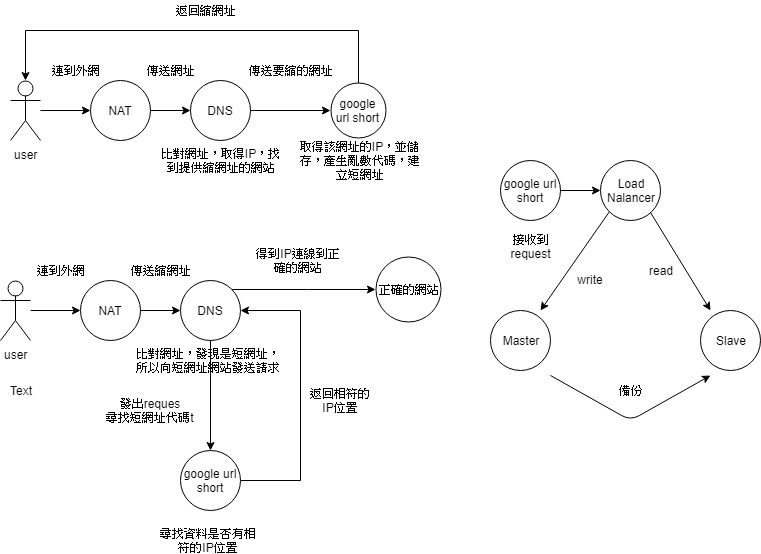 返回縮網址
連到外網
傳送網址
傳送要縮的網址
user
NAT
DNS
google
url short
比對網址，取得IP，找
到提供縮網址的網站
取得該網址的IP，並儲
存，產生亂數代碼，建
立短網址
google url
short
Load
Nalancer
接收到
request
write
read
Master
Slave
備份
連到外網
傳送縮網址
得到IP連線到正
確的網站
user
NAT
DNS
正確的網站
比對網址，發現是短網址，
所以向短網址網站發送請求
Text
發出reques
尋找短網址代碼t
返回相符的
IP位置
google url
short
尋找資料是否有相
符的IP位置